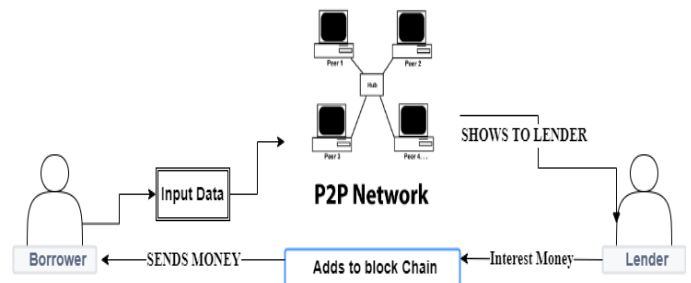 Peer 1
Peer 2
Hub
Peer 3
Peer 4. . .
SHOWS TO LENDER
Input Data
P2P Network
Borrower
SENDS MONEY
Adds to block Chain
Interest Money
Lender